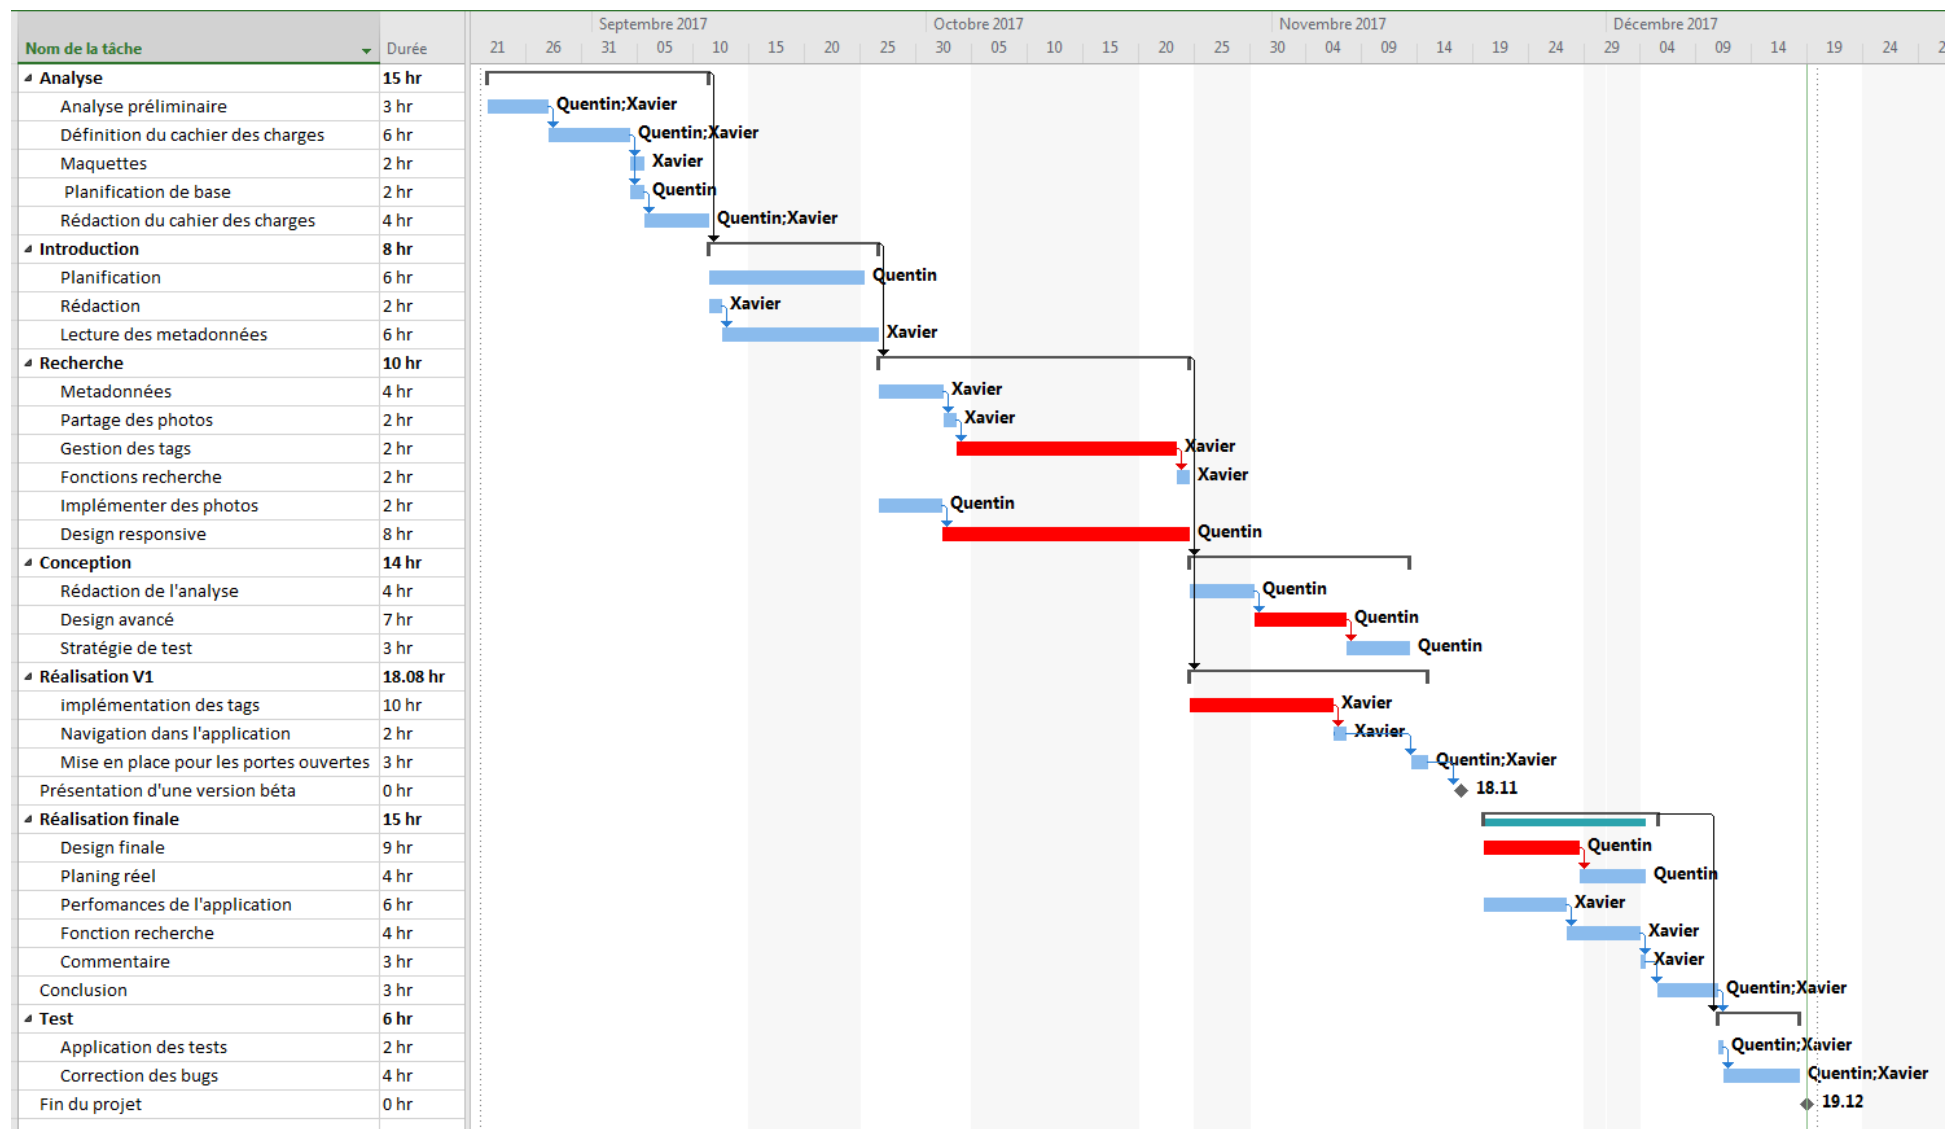 Septembre 2017 Octobre 2017 Novembre 2017 Décembre 2017
Nom de la tâche Durée 21 26 31 05 10 15 20 25 30 05 10 15 20 25 30 04 09 14 19 24 29 04 09 14 19 24
Analyse 15 hr
Analyse préliminaire 3 hr Quentin;Xavier
Définition du cachier des charges 6 hr Quentin;Xavier
Maquettes 2 hr Xavier
Planification de base 2 hr Quentin
Rédaction du cahier des charges 4 hr Quentin;Xavier
Introduction 8 hr
Planification 6 hr Quentin
Rédaction 2 hr Xavier
Lecture des metadonnées 6 hr Xavier
Recherche 10 hr
Metadonnées 4 hr Xavier
Partage des photos 2 hr Xavier
Gestion des tags 2 hr Xavier
Fonctions recherche 2 hr Xavier
Implémenter des photos 2 hr Quentin
Design responsive 8 hr Quentin
Conception 14 hr
Rédaction de l'analyse 4 hr Quentin
Design avancé 7 hr Quentin
Stratégie de test 3 hr Quentin
Réalisation V1 18.08 hr
implémentation des tags 10 hr Xavier
Navigation dans l'application 2 hr Xavier
Mise en place pour les portes ouvertes 3 hr Quentin;Xavier
Présentation d'une version béta 0 hr 18.11
Réalisation finale 15 hr
Design finale 9 hr Quentin
Planing réel 4 hr Quentin
Perfomances de l'application 6 hr Xavier
Fonction recherche 4 hr Xavier
Commentaire 3 hr Xavier
Conclusion 3 hr Quentin;Xavier
Test 6 hr
Application des tests 2 hr Quentin;Xavier
Correction des bugs 4 hr Quentin;Xavier
Fin du projet 0 hr 19.12